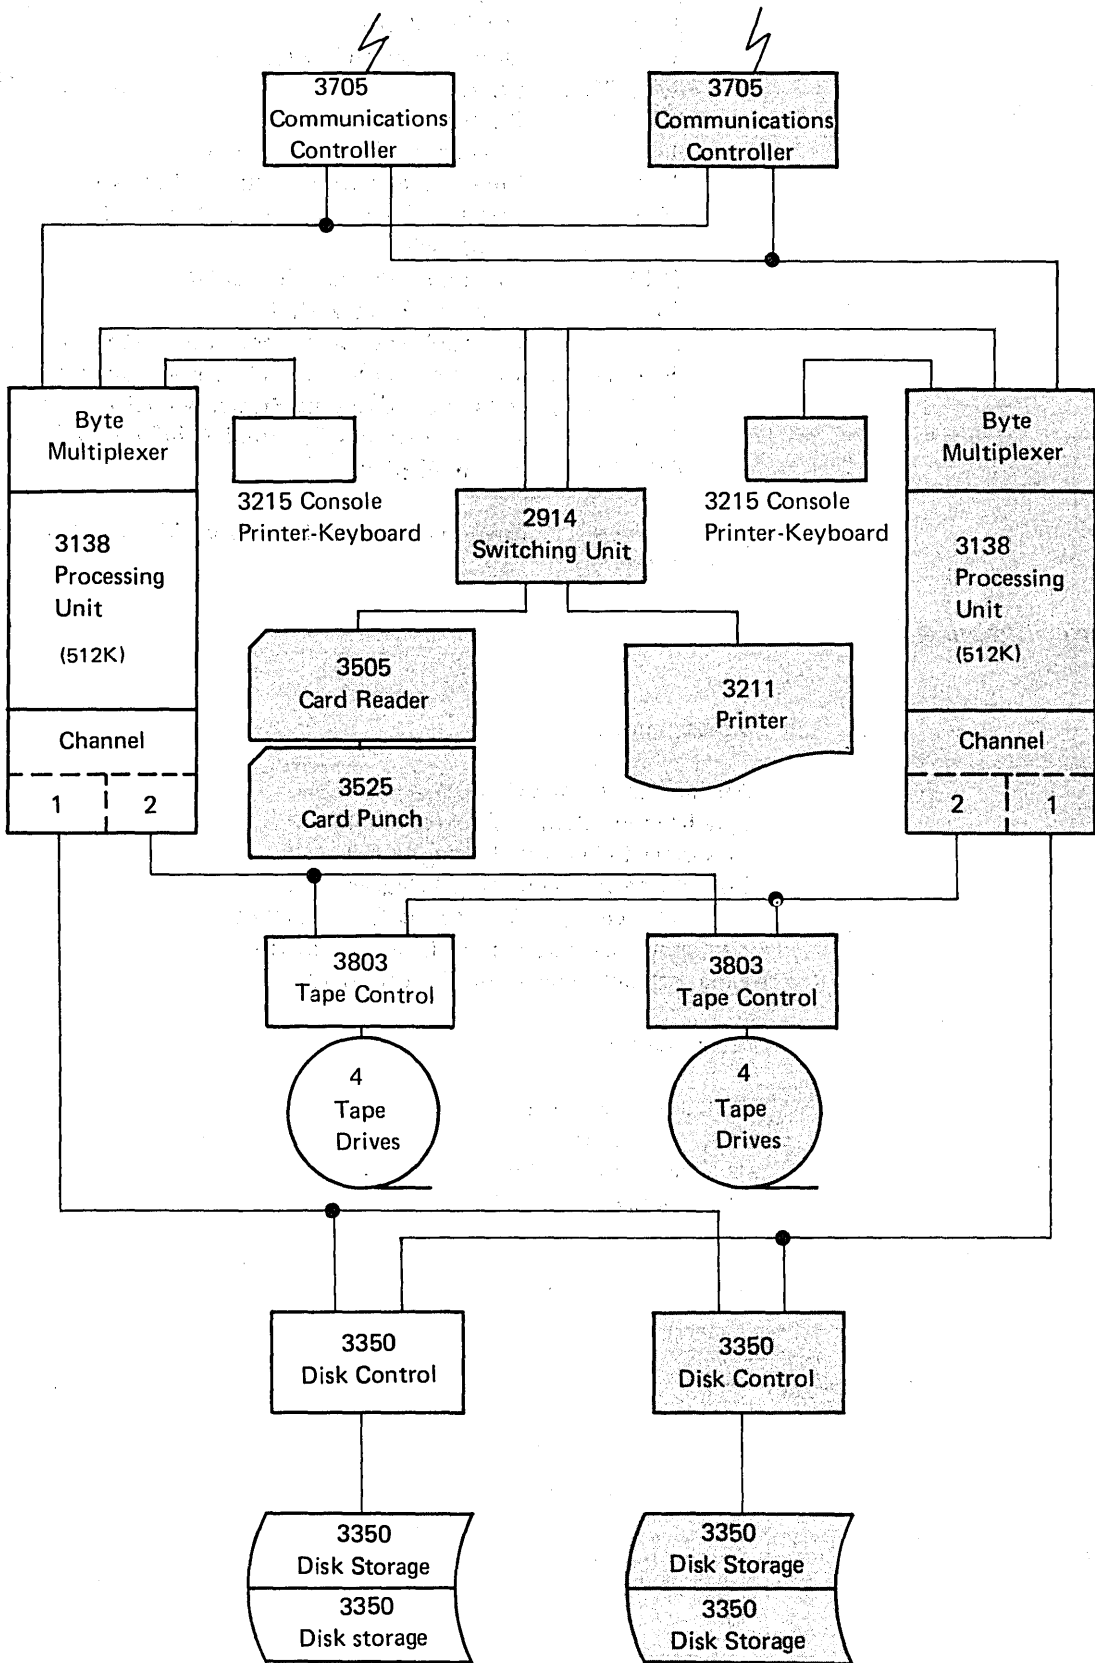 3705
Communications
Controller
3705
Communications
Controller
Byte
Multiplexer
3138
Processing
Unit
(512K)
Channel
1
2
3215 Console
Printer-Keyboard
2914
Switching Unit
3215 Console
Printer-Keyboard
Byte
Multiplexer
3138
Processing
Unit
(512K)
Channel
2
1
3505
Card Reader
3525
Card Punch
3211
Printer
3803
Tape Control
4
Tape
Drives
3803
Tape Control
4
Tape
Drives
3350
Disk Control
3350
Disk Control
3350
Disk Storage
3350
Disk storage
3350
Disk Storage
3350
Disk Storage